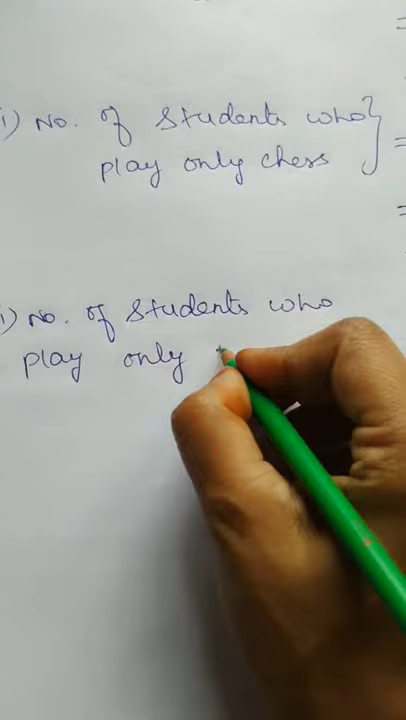 i) No. of Students who }
play only chess
=
=
=
i) No. of Students who
play only